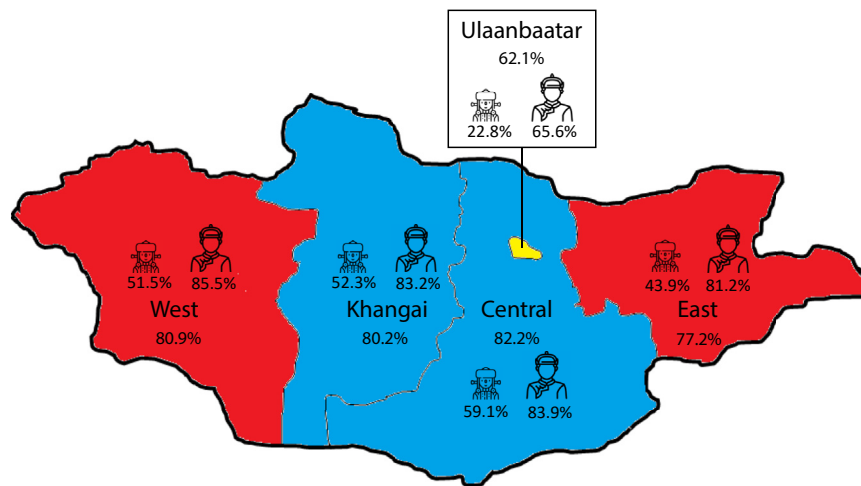 Ulaanbaatar
62.1%
22.8% 65.6%
51.5% 85.5%
West
80.9%
52.3% 83.2%
Khangai
80.2%
Central
82.2%
59.1% 83.9%
43.9% 81.2%
East
77.2%